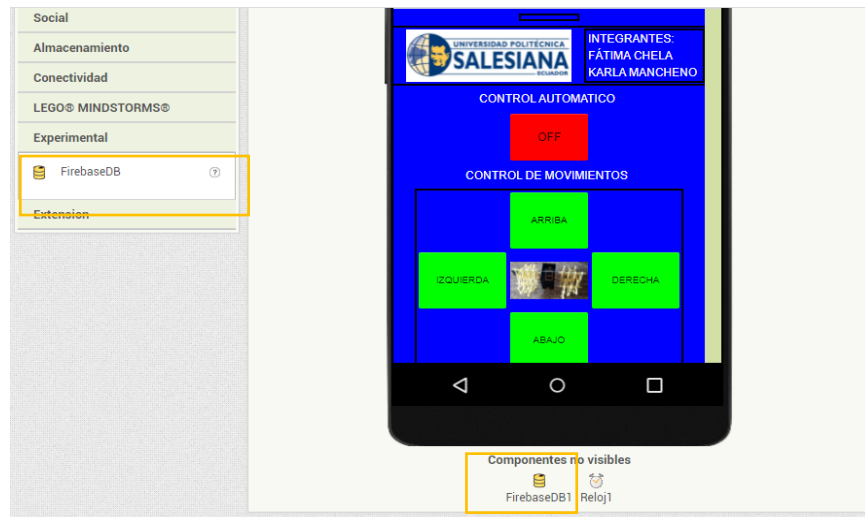 Social
Almacenamiento
Conectividad
LEGO® MINDSTORMS®
Experimental
FirebaseDB
?
Extension
UNIVERSIDAD POLITÉCNICA
SALESIANA
ECUADOR
INTEGRANTES:
FÁTIMA CHELA
KARLA MANCHENO
CONTROL AUTOMATICO
OFF
CONTROL DE MOVIMIENTOS
ARRIBA
IZQUIERDA
DERECHA
ABAJO
Componentes no visibles
FirebaseDB1 Reloj1